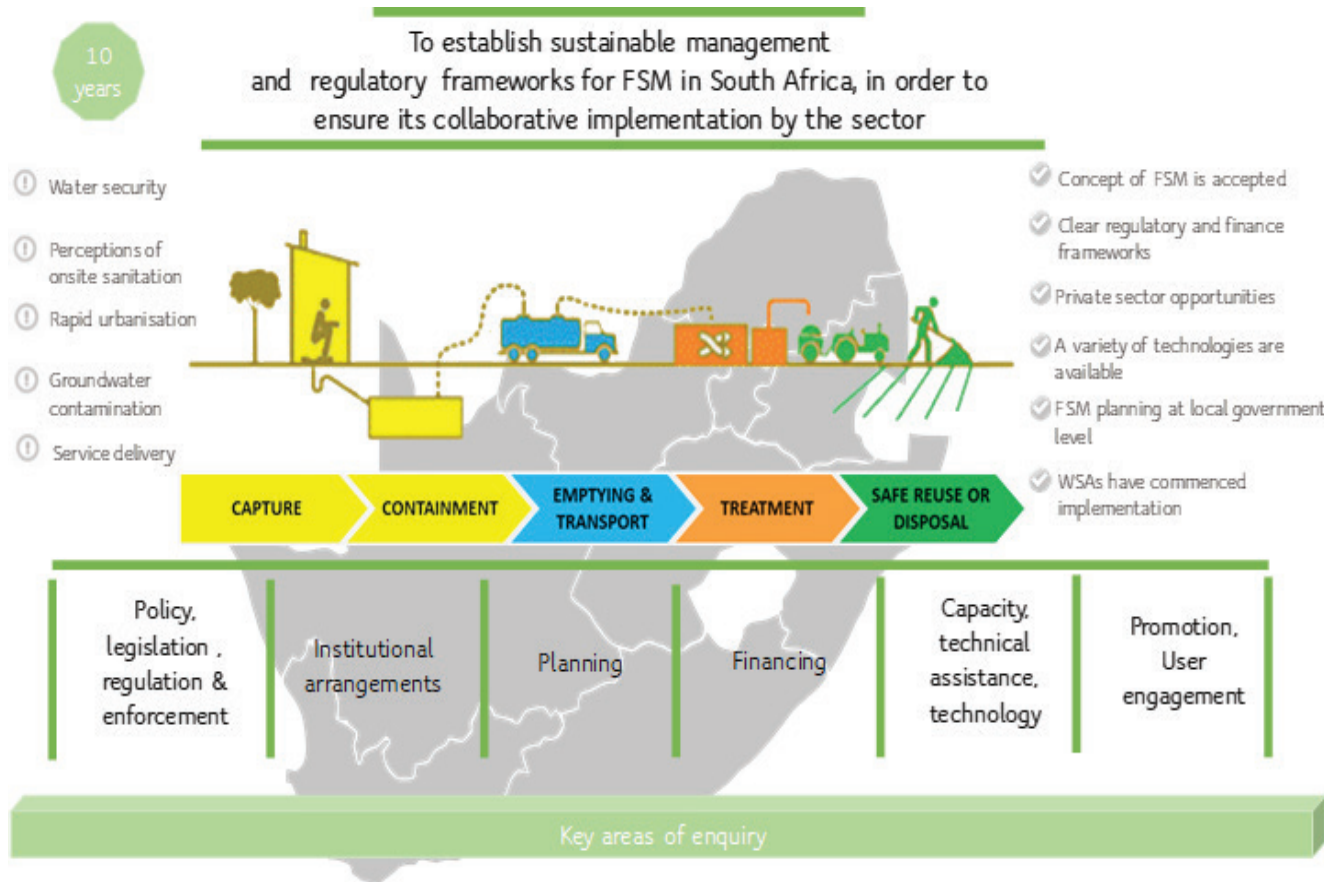 10
years
To establish sustainable management
and regulatory frameworks for FSM in South Africa, in order to
ensure its collaborative implementation by the sector
Water security
Perceptions of
onsite sanitation
Rapid urbanisation
Groundwater
contamination
Service delivery
Concept of FSM is accepted
Clear regulatory and finance
frameworks
Private sector opportunities
A variety of technologies are
available
FSM planning at local government
level
WSAs have commenced
implementation
CAPTURE
CONTAINMENT
EMPTYING &
TRANSPORT
TREATMENT
SAFE REUSE OR
DISPOSAL
Policy,
legislation ,
regulation &
enforcement
Institutional
arrangements
Planning
Financing
Capacity,
technical
assistance,
technology
Promotion,
User
engagement
Key areas of enquiry